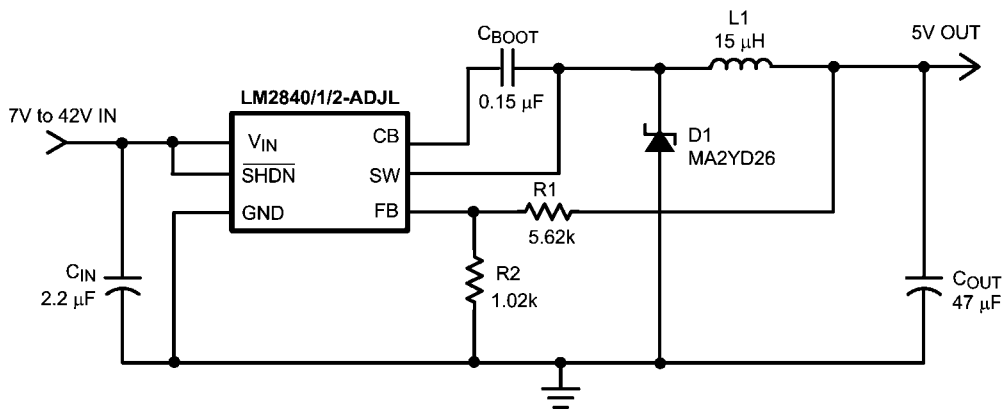 L1
15 μH
5V OUT
CBOOT
0.15 μF
LM2840/1/2-ADJL
7V to 42V IN
VIN
SHDN
GND
CB
SW
FB
D1
MA2YD26
R1
5.62k
R2
1.02k
CIN
2.2 μF
COUT
47 μF